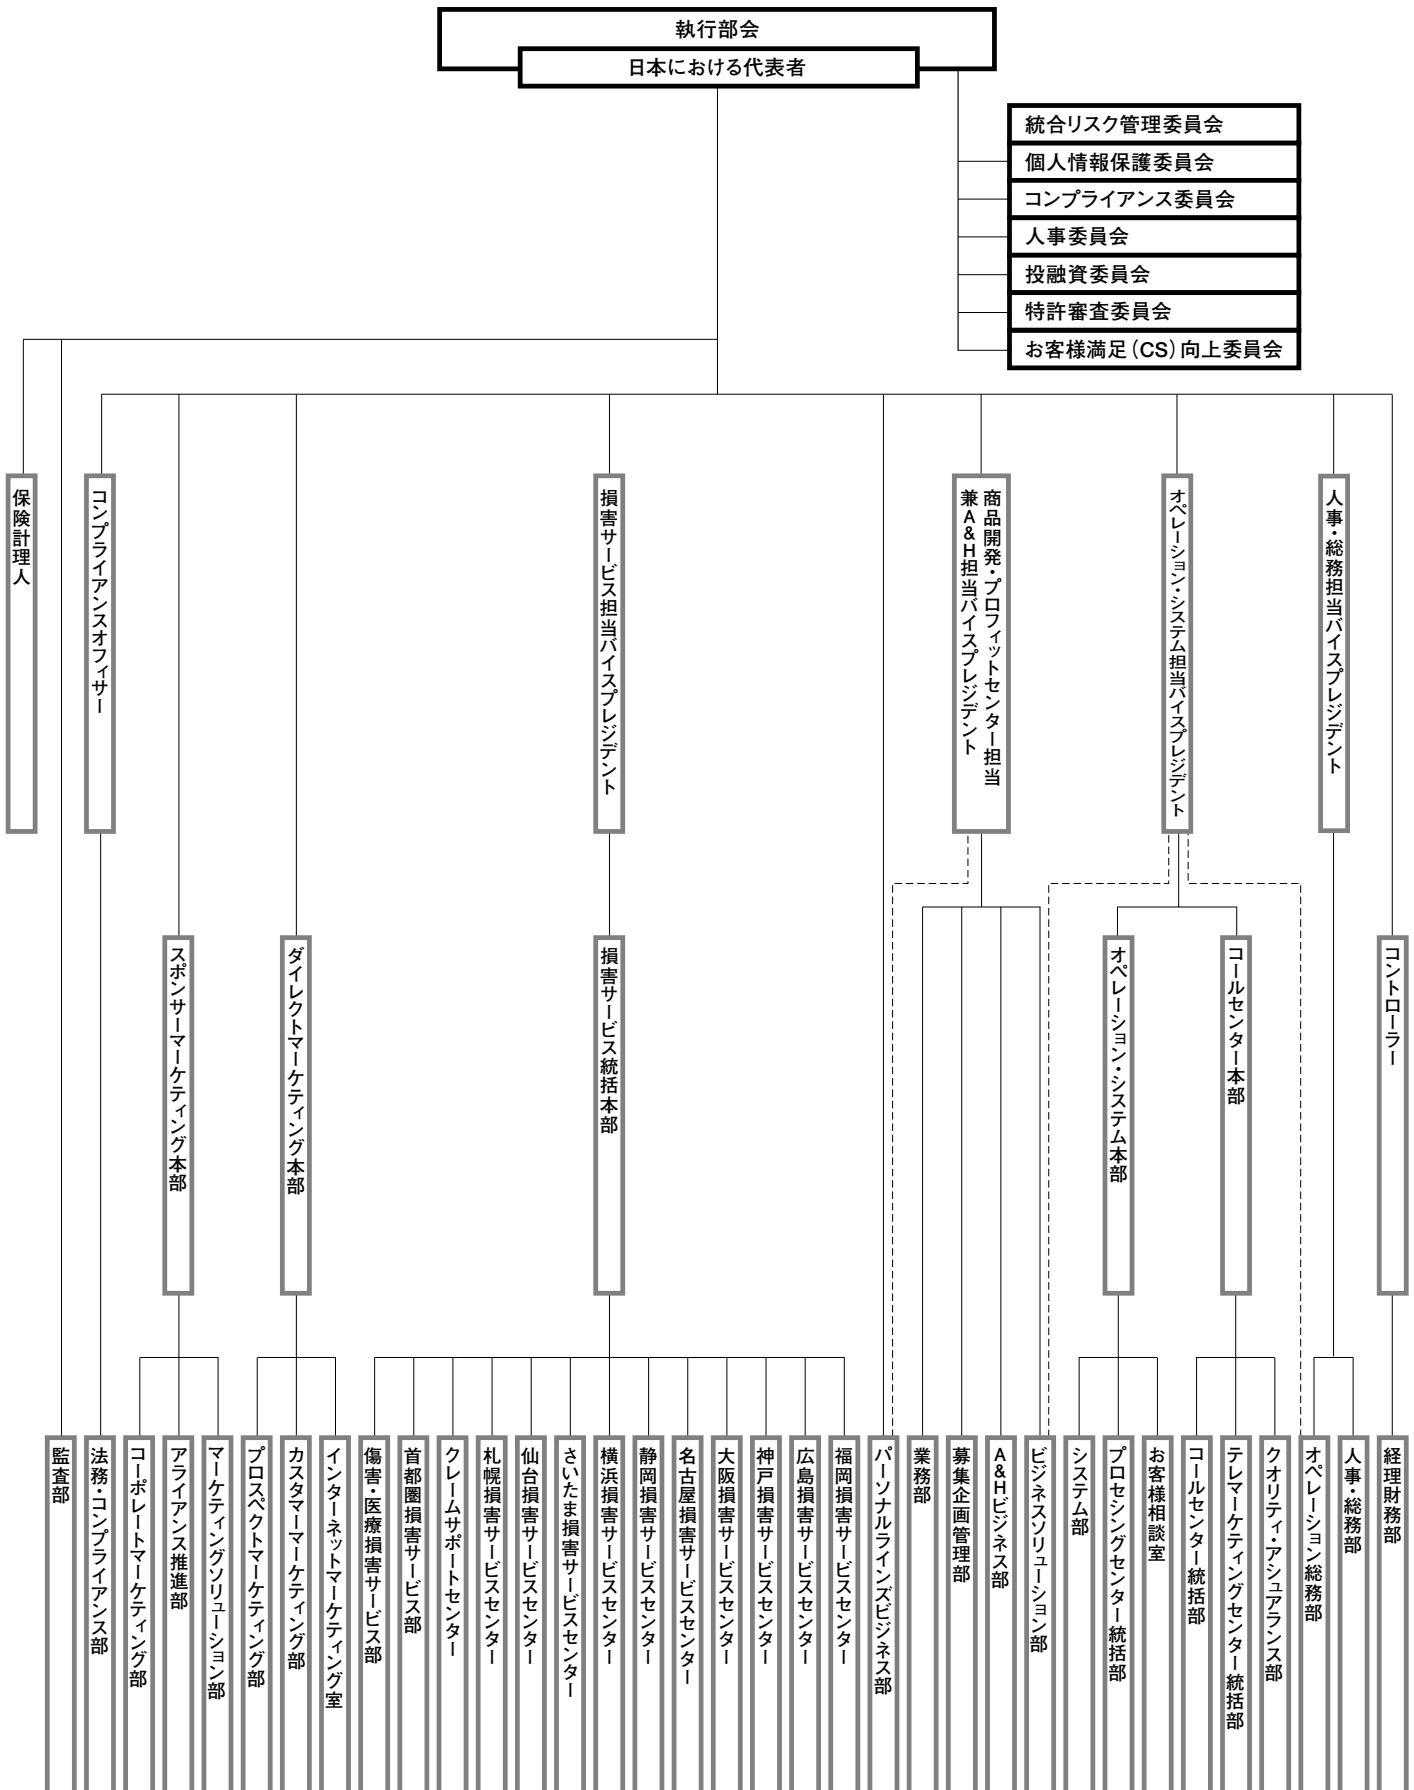 執行部会
日本における代表者
統合リスク管理委員会
個人情報保護委員会
コンプライアンス委員会
人事委員会
投融資委員会
特許審査委員会
お客様満足(CS)向上委員会
保険計理人
コンプライアンスオフィサー
損害サービス担当バイスプレジデント
商品開発・プロフィットセンター担当
兼A&H担当バイスプレジデント
オペレーション・システム担当バイスプレジデント
人事・総務担当バイスプレジデント
スポンサーマーケティング本部
ダイレクトマーケティング本部
損害サービス統括本部
オペレーション・システム本部
コールセンター本部
コントローラー
監査部
法務・コンプライアンス部
コーポレートマーケティング部
アライアンス推進部
マーケティングソリューション部
プロスペクトマーケティング部
カスタマーマーケティング部
インターネットマーケティング室
傷害・医療損害サービス部
首都圏損害サービス部
クレームサポートセンター
札幌損害サービスセンター
仙台損害サービスセンター
さいたま損害サービスセンター
横浜損害サービスセンター
静岡損害サービスセンター
名古屋損害サービスセンター
大阪損害サービスセンター
神戸損害サービスセンター
広島損害サービスセンター
福岡損害サービスセンター
パーソナルラインズビジネス部
業務部
募集企画管理部
A&Hビジネス部
ビジネスソリューション部
システム部
プロセシングセンター統括部
お客様相談室
コールセンター統括部
テレマーケティングセンター統括部
クオリティ・アシュアランス部
オペレーション総務部
人事・総務部
経理財務部